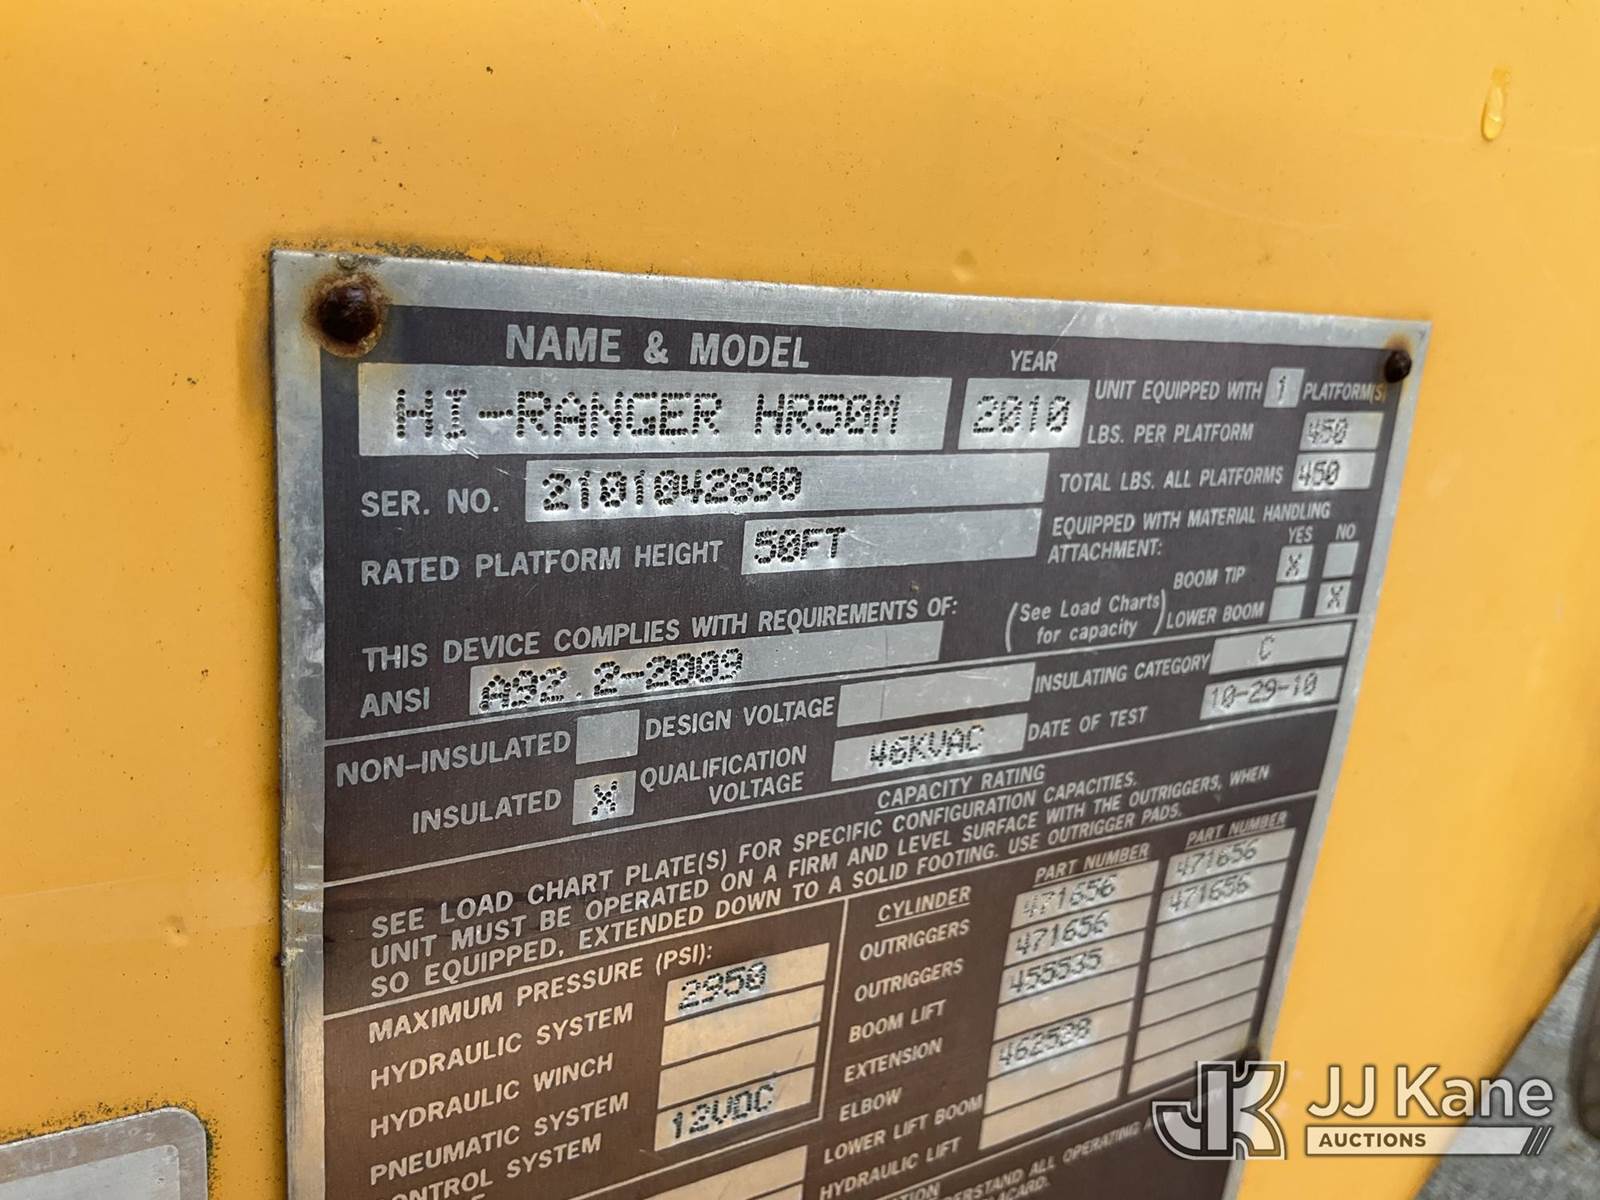 NAME & MODEL
YEAR
HI-RANGER HR50M
2010
UNIT EQUIPPED WITH 1 PLATFORM(S)
LBS. PER PLATFORM 450
SER. NO. 2101042890
TOTAL LBS. ALL PLATFORMS 450
RATED PLATFORM HEIGHT 50FT
EQUIPPED WITH MATERIAL HANDLING
ATTACHMENT:
YES NO
BOOM TIP X
(See Load Charts for capacity)
LOWER BOOM X
THIS DEVICE COMPLIES WITH REQUIREMENTS OF:
ANSI A92.2-2009
INSULATING CATEGORY C
NON-INSULATED
DESIGN VOLTAGE
DATE OF TEST 10-29-10
INSULATED X
QUALIFICATION
VOLTAGE 46KVAC
CAPACITY RATING
SEE LOAD CHART PLATE(S) FOR SPECIFIC CONFIGURATION CAPACITIES.
UNIT MUST BE OPERATED ON A FIRM AND LEVEL SURFACE WITH THE OUTRIGGERS, WHEN
SO EQUIPPED, EXTENDED DOWN TO A SOLID FOOTING. USE OUTRIGGER PADS.
MAXIMUM PRESSURE (PSI):
HYDRAULIC SYSTEM 2950
HYDRAULIC WINCH
PNEUMATIC SYSTEM
CONTROL SYSTEM 12VDC
CYLINDER PART NUMBER PART NUMBER
OUTRIGGERS 471656 471656
OUTRIGGERS 471656 471656
BOOM LIFT 455535
EXTENSION
ELBOW 462528
LOWER LIFT BOOM
HYDRAULIC LIFT
UNDERSTAND ALL OPERATING
PLACARD.
JK JJ Kane
AUCTIONS